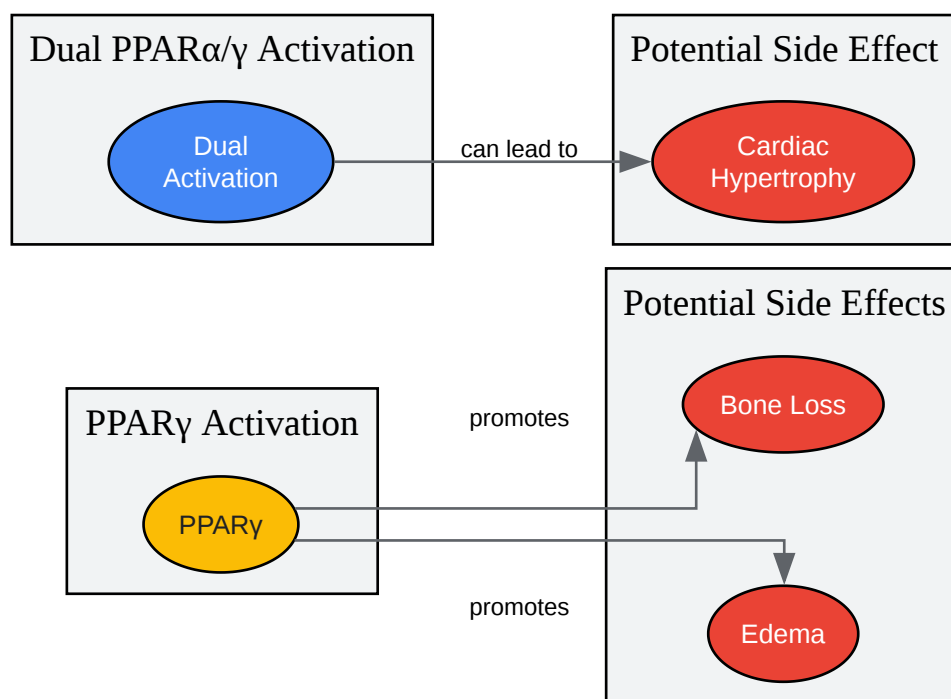 Dual PPARα/γ Activation
Potential Side Effect
Dual
Activation
can lead to
Cardiac
Hypertrophy
Potential Side Effects
Bone Loss
promotes
PPARγ Activation
PPARγ
promotes
Edema